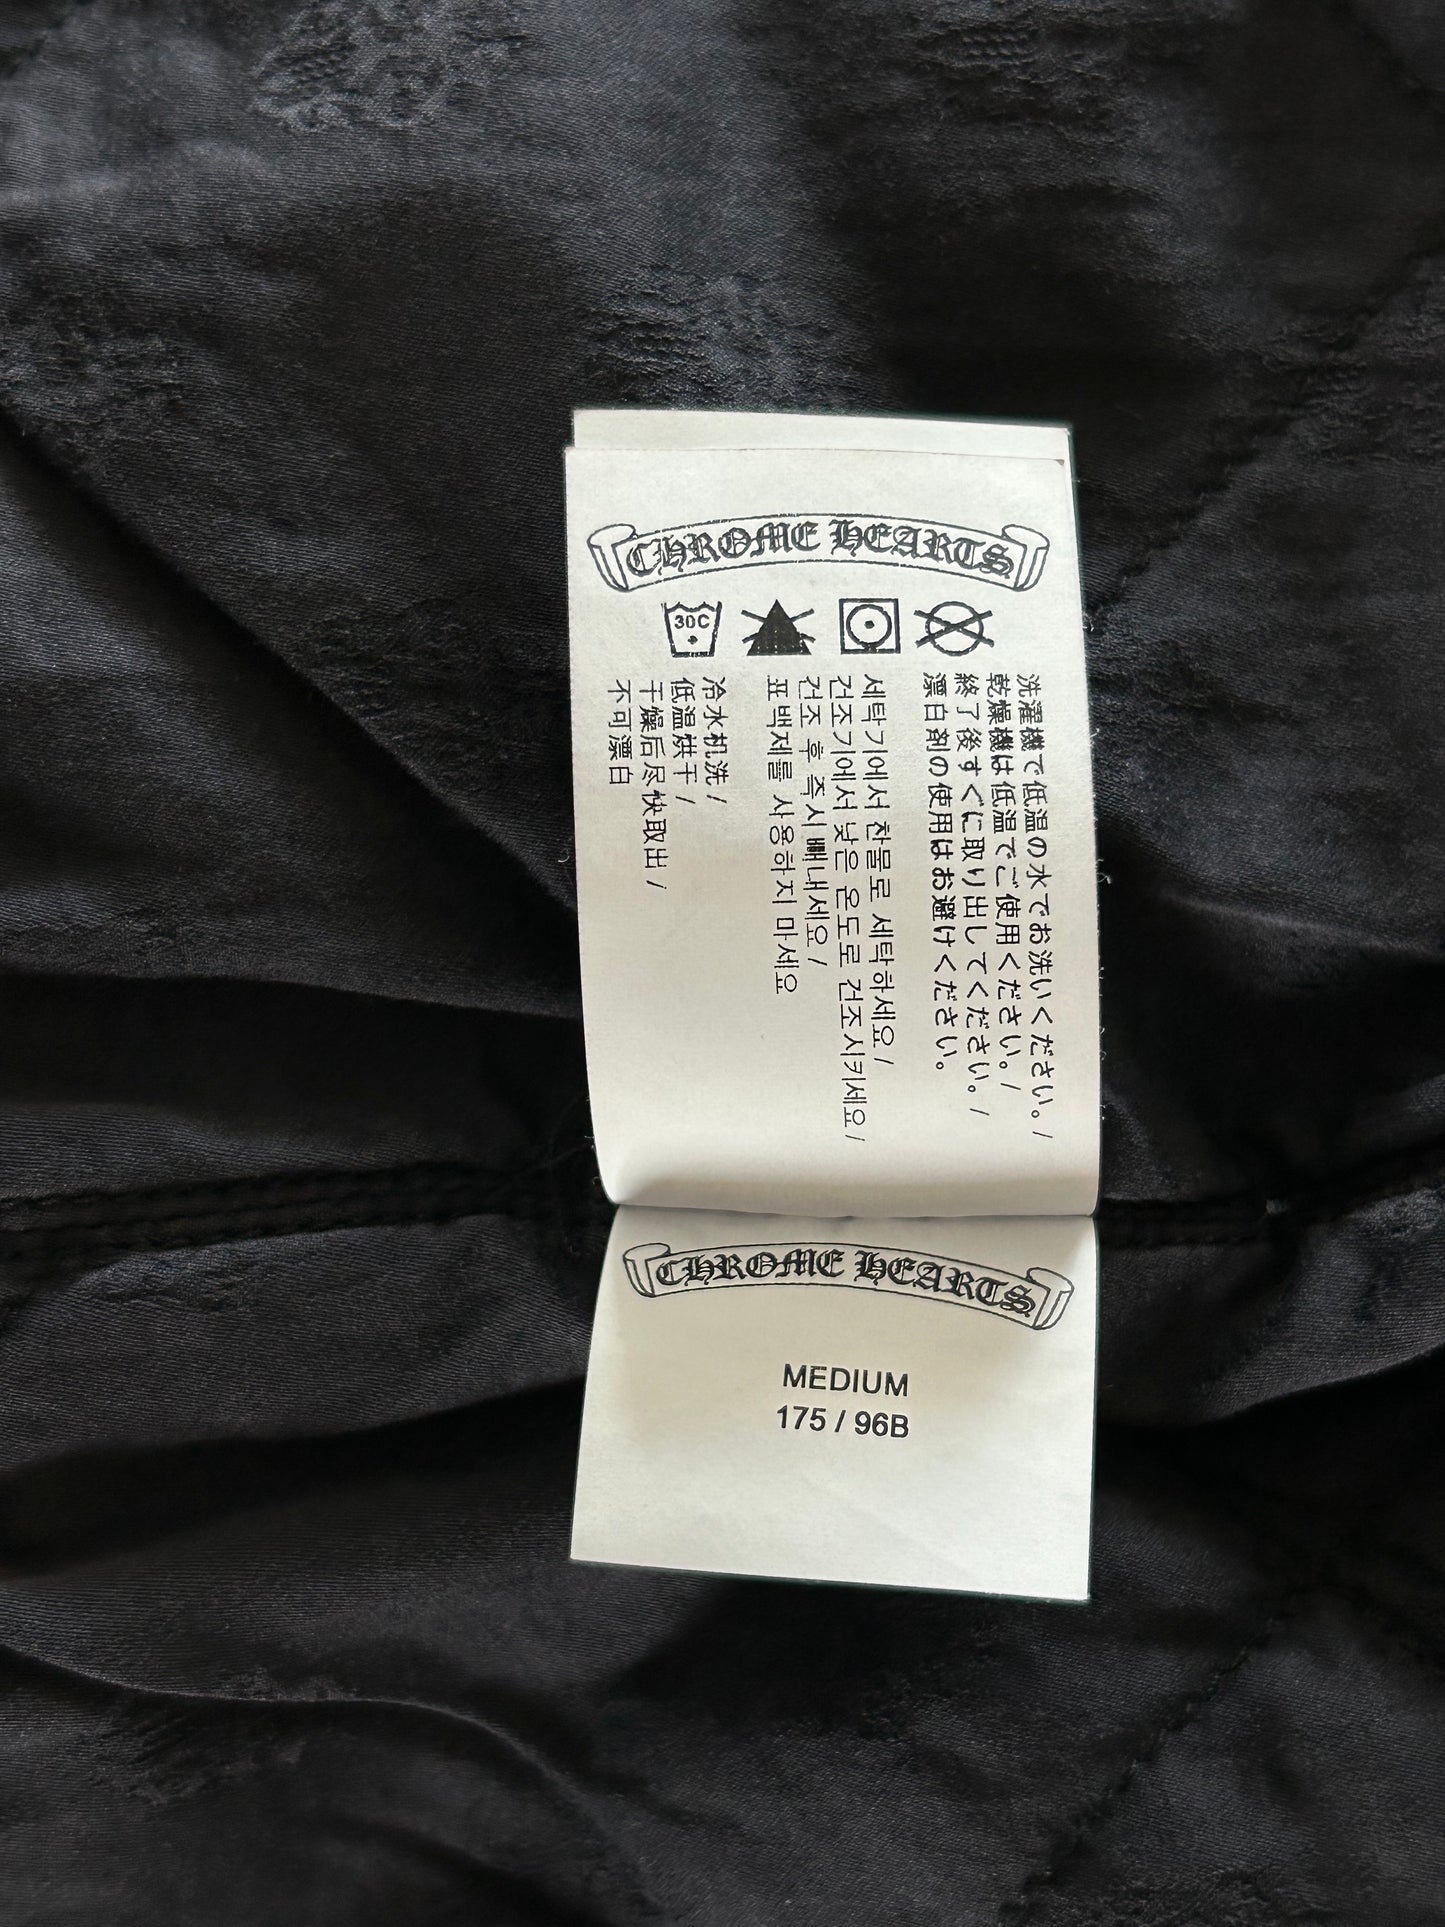 CHROME HEARTS
30C
洗濯機で低温の水でお洗いください。/
乾燥機は低温でご使用ください。/
終了後すぐに取り出してください。/
漂白剤の使用はお避けください。
세탁기에서 찬물로 세탁하세요 /
건조기에서 낮은 온도로 건조시키세요 /
건조 후 즉시 빼내세요 /
표백제를 사용하지 마세요
冷水机洗 /
低温烘干 /
干燥后尽快取出 /
不可漂白
CHROME HEARTS
MEDIUM
175 / 96B